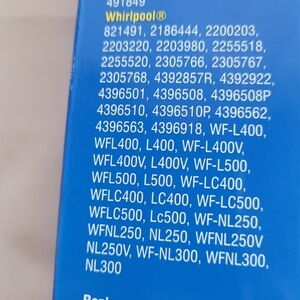 491849
Whirlpool®
821491, 2186444, 2200203,
2203220, 2203980, 2255518,
2255520, 2305766, 2305767,
2305768, 4392857R, 4392922,
4396501, 4396508, 4396508P
4396510, 4396510P, 4396562,
4396563, 4396918, WF-L400,
WFL400, L400, WF-L400V,
WFL400V, L400V, WF-L500,
WFL500, L500, WF-LC400,
WFLC400, LC400, WF-LC500,
WFLC500, Lc500, WF-NL250,
WFNL250, NL250, WFNL250V
NL250V, WF-NL300, WFNL300,
NL300